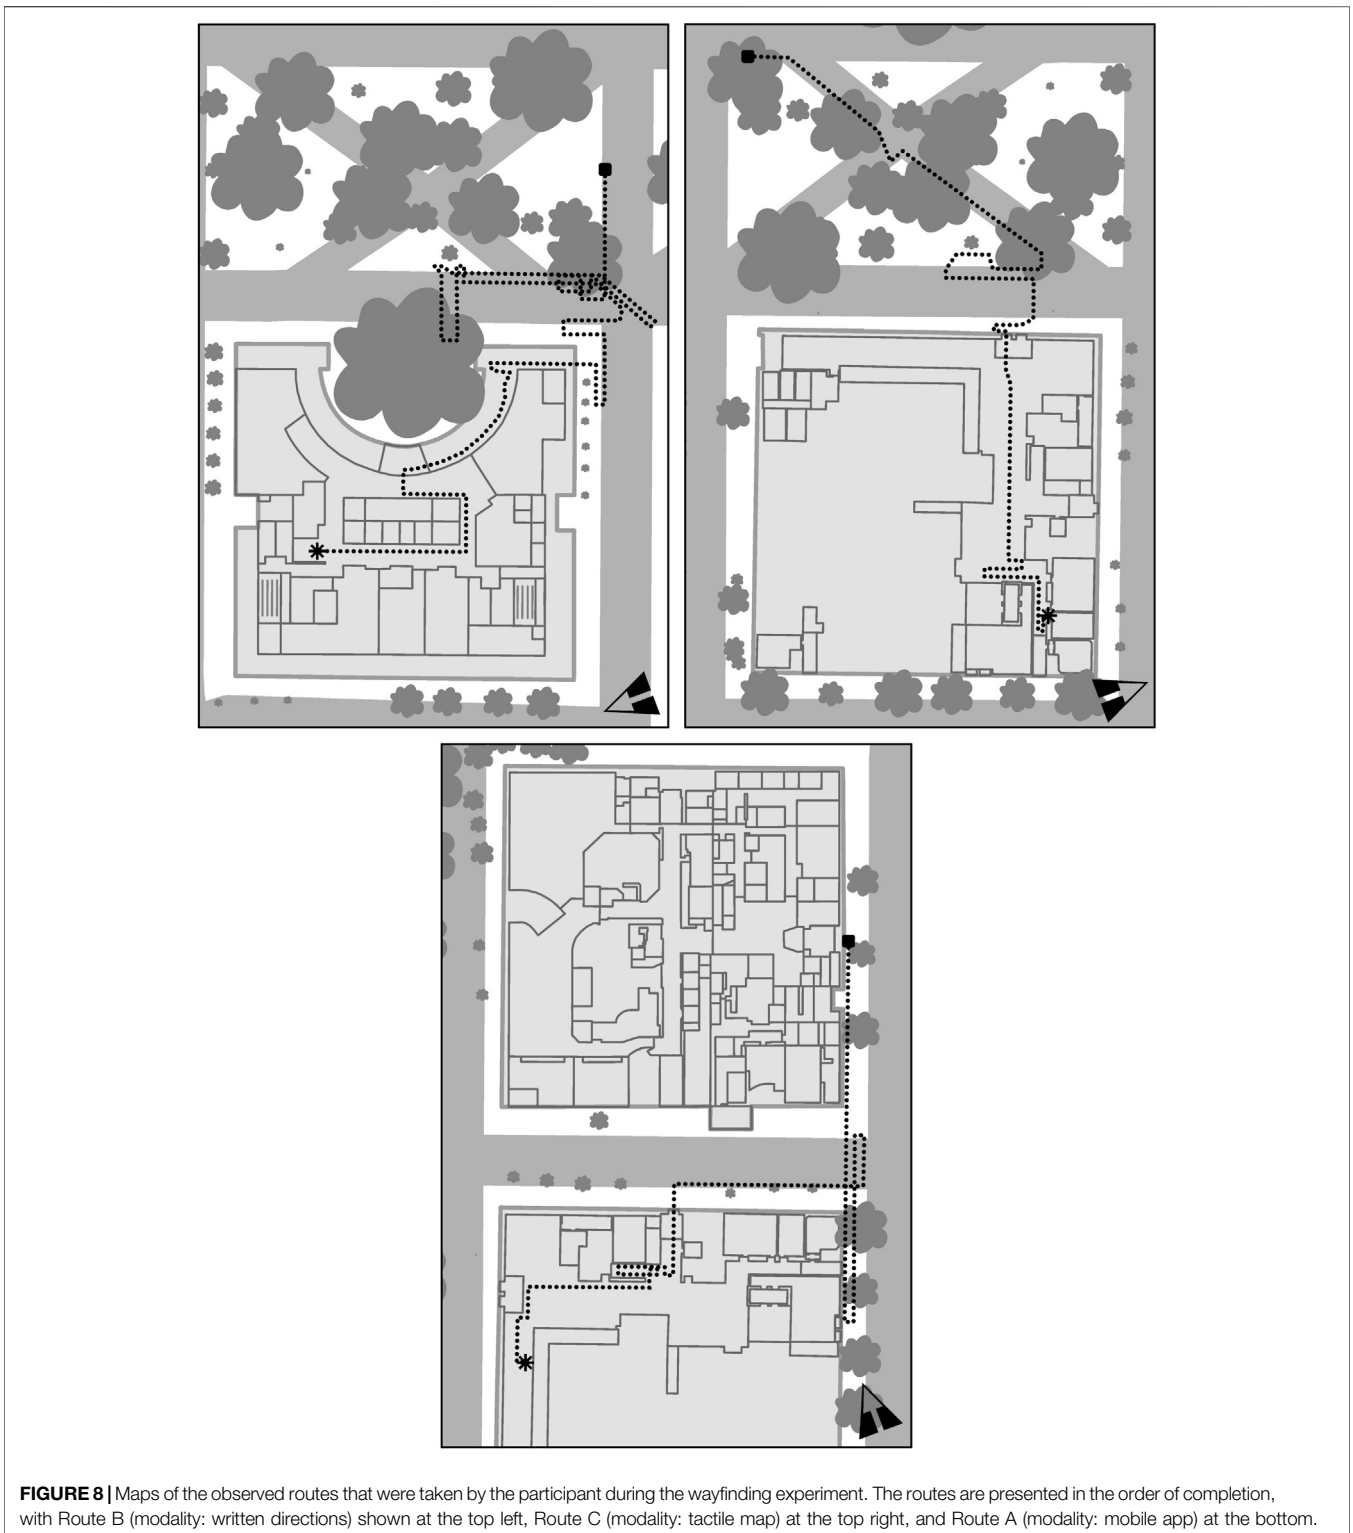 FIGURE 8 | Maps of the observed routes that were taken by the participant during the wayfinding experiment. The routes are presented in the order of completion,
with Route B (modality: written directions) shown at the top left, Route C (modality: tactile map) at the top right, and Route A (modality: mobile app) at the bottom.